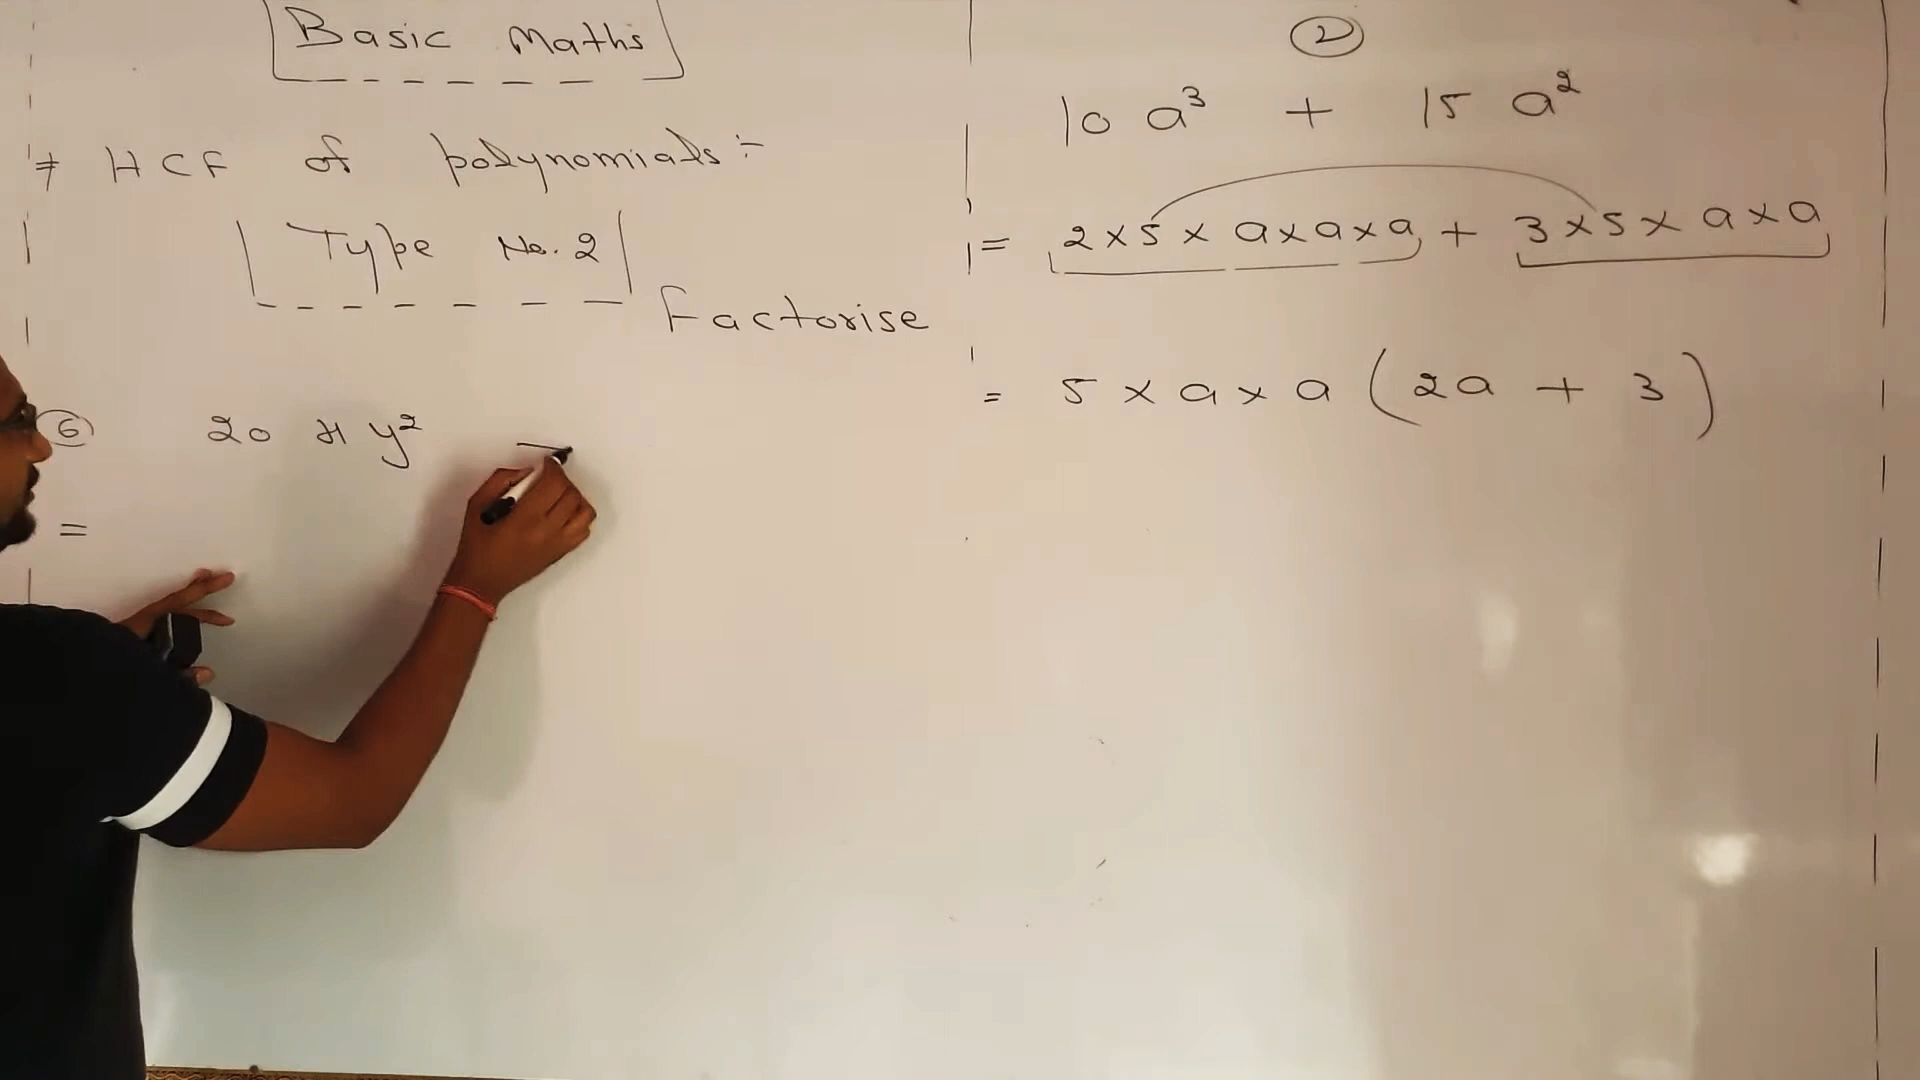 Basic Maths
⇒ HCF of polynomials :-
Type No. 2
Factorise
⑥ 20 x y² —
=
②
10 a³ + 15 a²
= 2 × 5 × a × a × a + 3 × 5 × a × a
= 5 × a × a ( 2a + 3 )